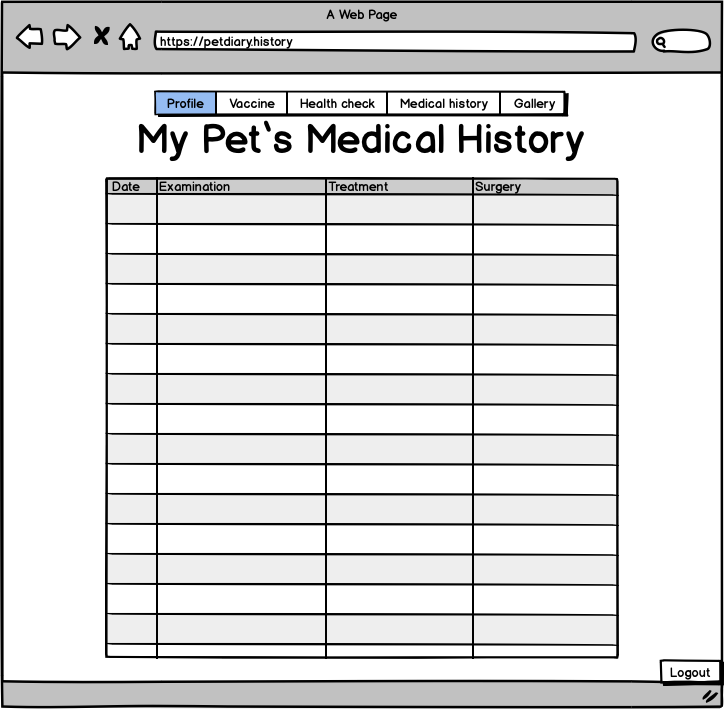 A Web Page
https://petdiary.history
Profile Vaccine Health check Medical history Gallery
My Pet`s Medical History
Date Examination Treatment Surgery
Logout